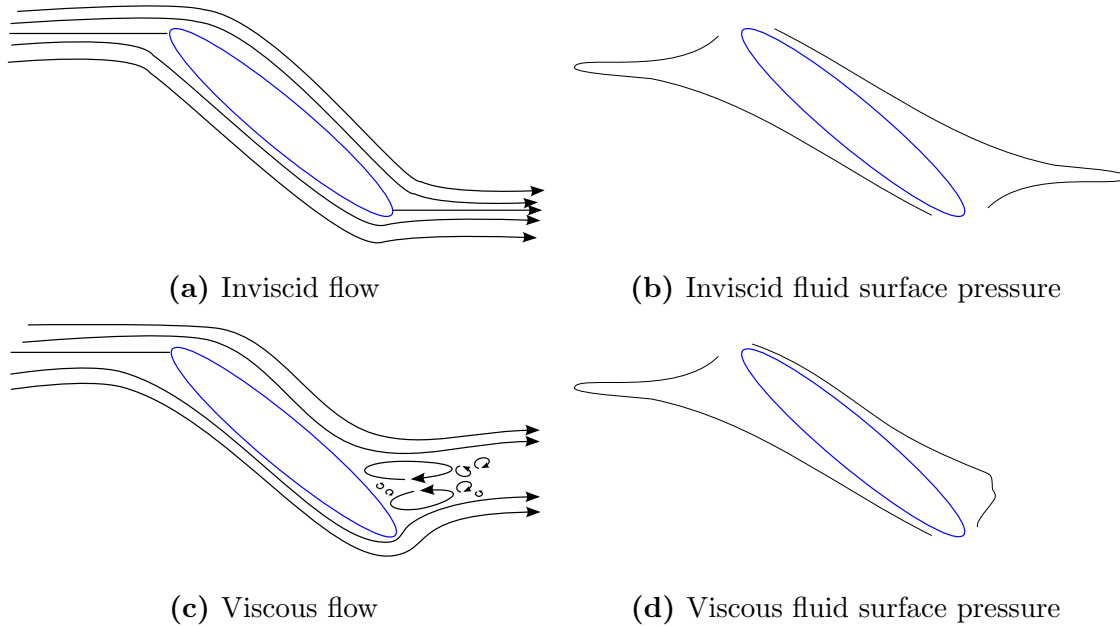 (a) Inviscid flow
(b) Inviscid fluid surface pressure
(c) Viscous flow
(d) Viscous fluid surface pressure